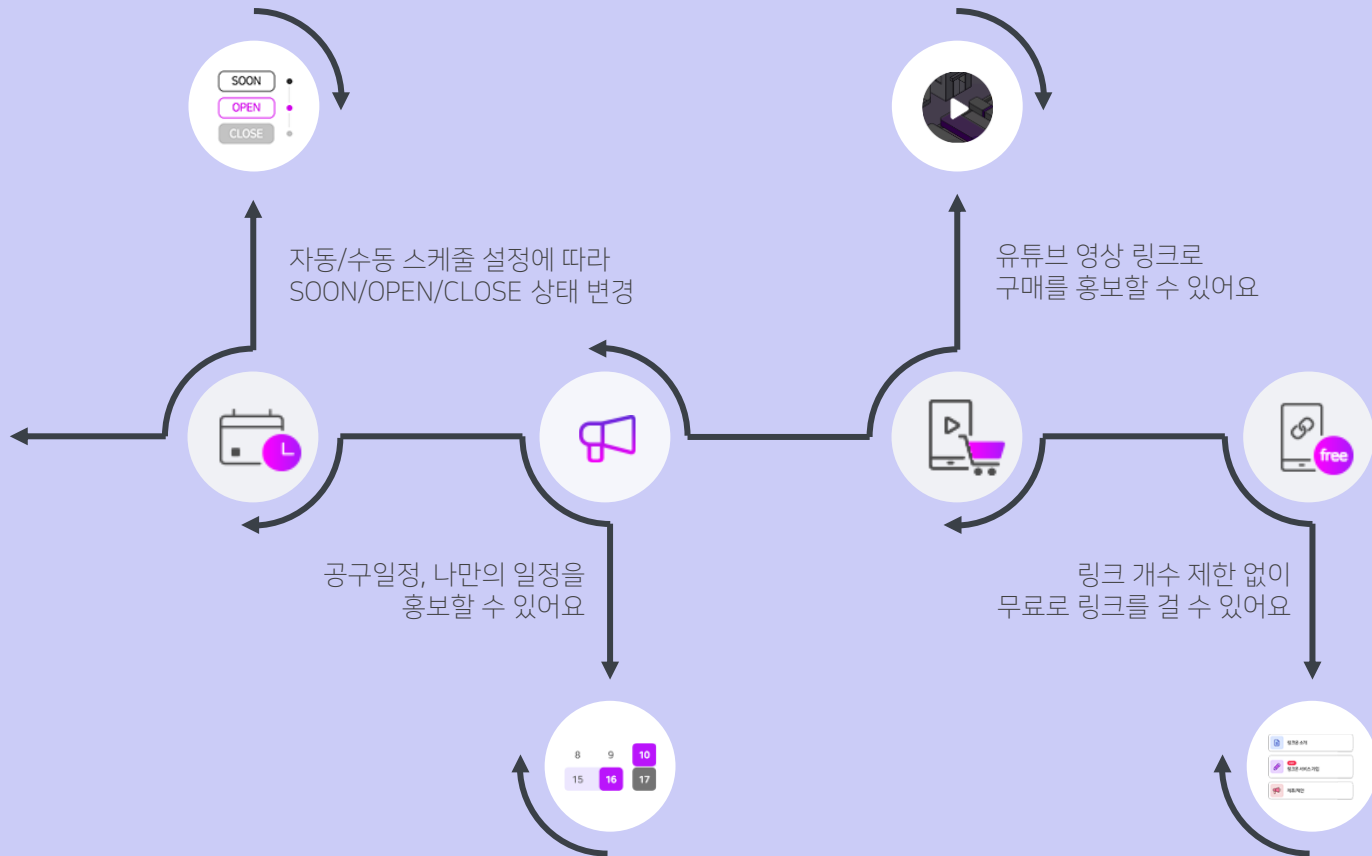 SOON
OPEN
CLOSE
자동/수동 스케줄 설정에 따라
SOON/OPEN/CLOSE 상태 변경
유튜브 영상 링크로
구매를 홍보할 수 있어요
free
공구일정, 나만의 일정을
홍보할 수 있어요
링크 개수 제한 없이
무료로 링크를 걸 수 있어요
8 9 10
15 16 17